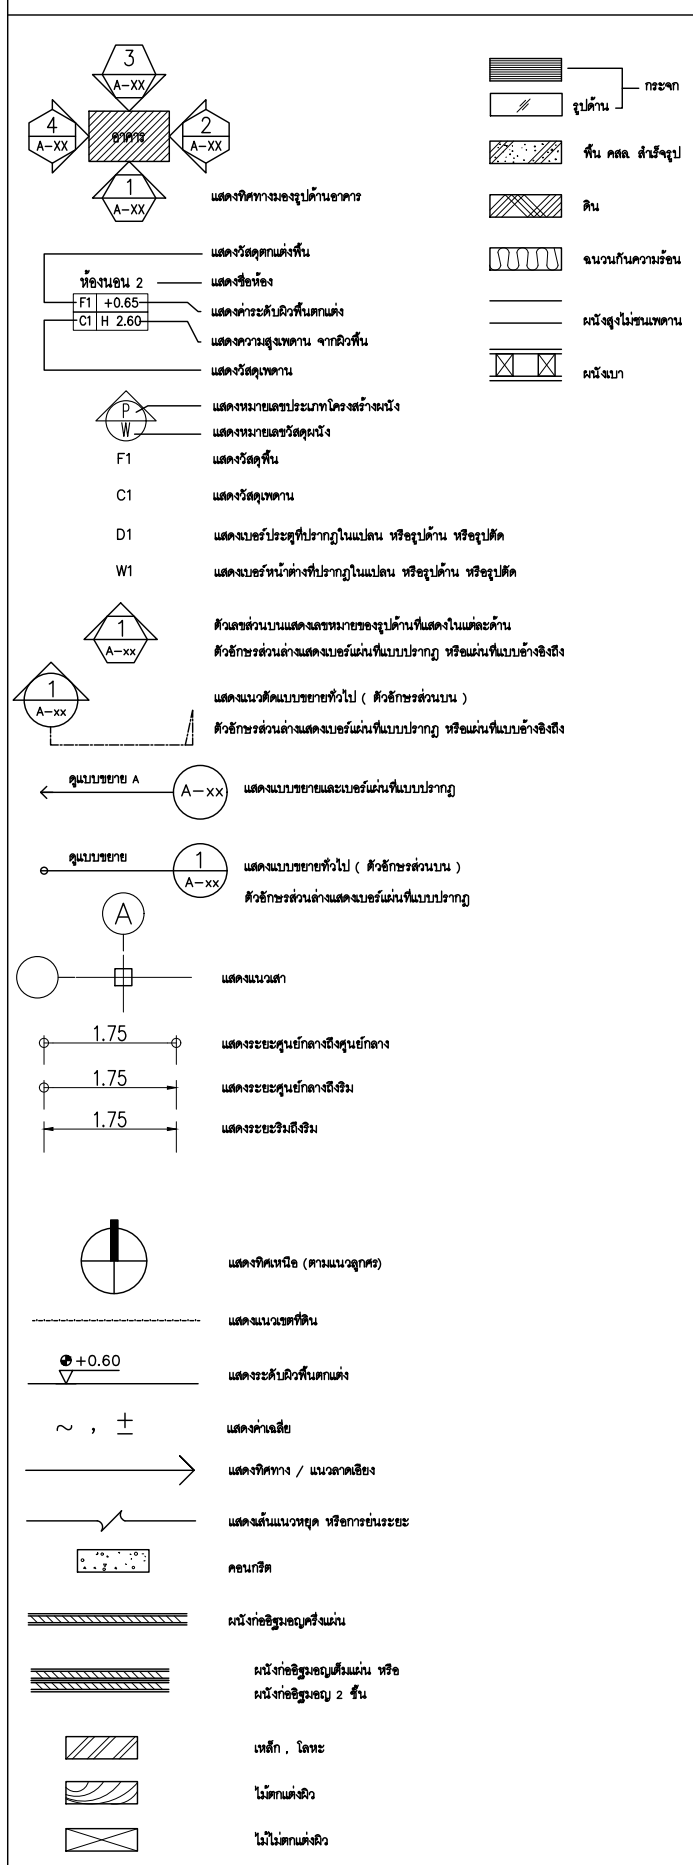 3
A-XX
4
A-XX
อาคาร
2
A-XX
1
A-XX
แสดงทิศทางมองรูปด้านอาคาร
แสดงวัสดุตกแต่งพื้น
ห้องนอน 2
แสดงชื่อห้อง
F1 +0.65
แสดงค่าระดับผิวพื้นตกแต่ง
C1 H 2.60
แสดงความสูงเพดาน จากผิวพื้น
แสดงวัสดุเพดาน
P
แสดงหมายเลขประเภทโครงสร้างผนัง
W
แสดงหมายเลขวัสดุผนัง
F1
แสดงวัสดุพื้น
C1
แสดงวัสดุเพดาน
D1
แสดงเบอร์ประตูที่ปรากฎในแปลน หรือรูปด้าน หรือรูปตัด
W1
แสดงเบอร์หน้าต่างที่ปรากฎในแปลน หรือรูปด้าน หรือรูปตัด
1
A-xx
ตัวเลขส่วนบนแสดงเลขหมายของรูปด้านที่แสดงในแต่ละด้าน
ตัวอักษรส่วนล่างแสดงเบอร์แผ่นที่แบบปรากฎ หรือแผ่นที่แบบอ้างอิงถึง
1
A-xx
แสดงแนวตัดแบบขยายทั่วไป ( ตัวอักษรส่วนบน )
ตัวอักษรส่วนล่างแสดงเบอร์แผ่นที่แบบปรากฎ หรือแผ่นที่แบบอ้างอิงถึง
ดูแบบขยาย A
A-xx
แสดงแบบขยายและเบอร์แผ่นที่แบบปรากฎ
ดูแบบขยาย
1
A-xx
แสดงแบบขยายทั่วไป ( ตัวอักษรส่วนบน )
ตัวอักษรส่วนล่างแสดงเบอร์แผ่นที่แบบปรากฎ
A
แสดงแนวเสา
1.75
แสดงระยะศูนย์กลางถึงศูนย์กลาง
1.75
แสดงระยะศูนย์กลางถึงริม
1.75
แสดงระยะริมถึงริม
แสดงทิศเหนือ (ตามแนวลูกศร)
แสดงแนวเขตที่ดิน
+0.60
แสดงระดับผิวพื้นตกแต่ง
~ , ±
แสดงค่าเฉลี่ย
แสดงทิศทาง / แนวลาดเอียง
แสดงเส้นแนวหยุด หรือการย่นระยะ
คอนกรีต
ผนังก่ออิฐมอญครึ่งแผ่น
ผนังก่ออิฐมอญเต็มแผ่น หรือ
ผนังก่ออิฐมอญ 2 ชั้น
เหล็ก , โลหะ
ไม้ตกแต่งผิว
ไม้ไม่ตกแต่งผิว
กระจก
รูปด้าน
พื้น คสล. สำเร็จรูป
ดิน
ฉนวนกันความร้อน
ผนังสูงไม่ชนเพดาน
ผนังเบา